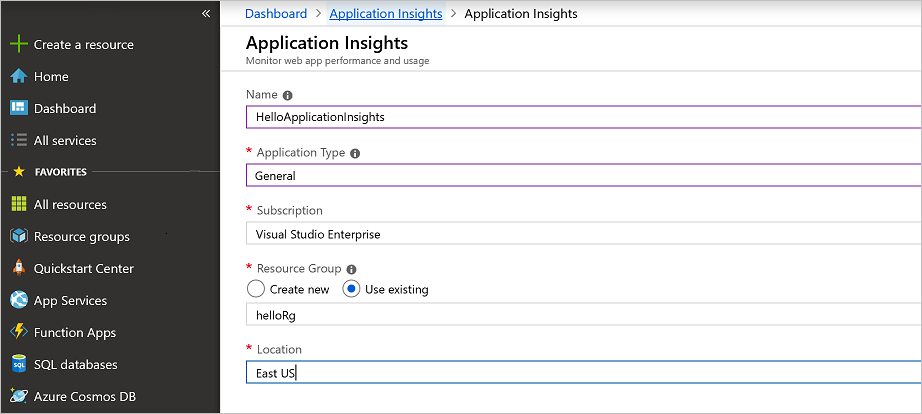 «
Create a resource
Home
Dashboard
All services
FAVORITES
All resources
Resource groups
Quickstart Center
App Services
Function Apps
SQL
SQL databases
Azure Cosmos DB
Dashboard > Application Insights > Application Insights
Application Insights
Monitor web app performance and usage
Name
HelloApplicationInsights
* Application Type
General
* Subscription
Visual Studio Enterprise
* Resource Group
Create new Use existing
helloRg
* Location
East US